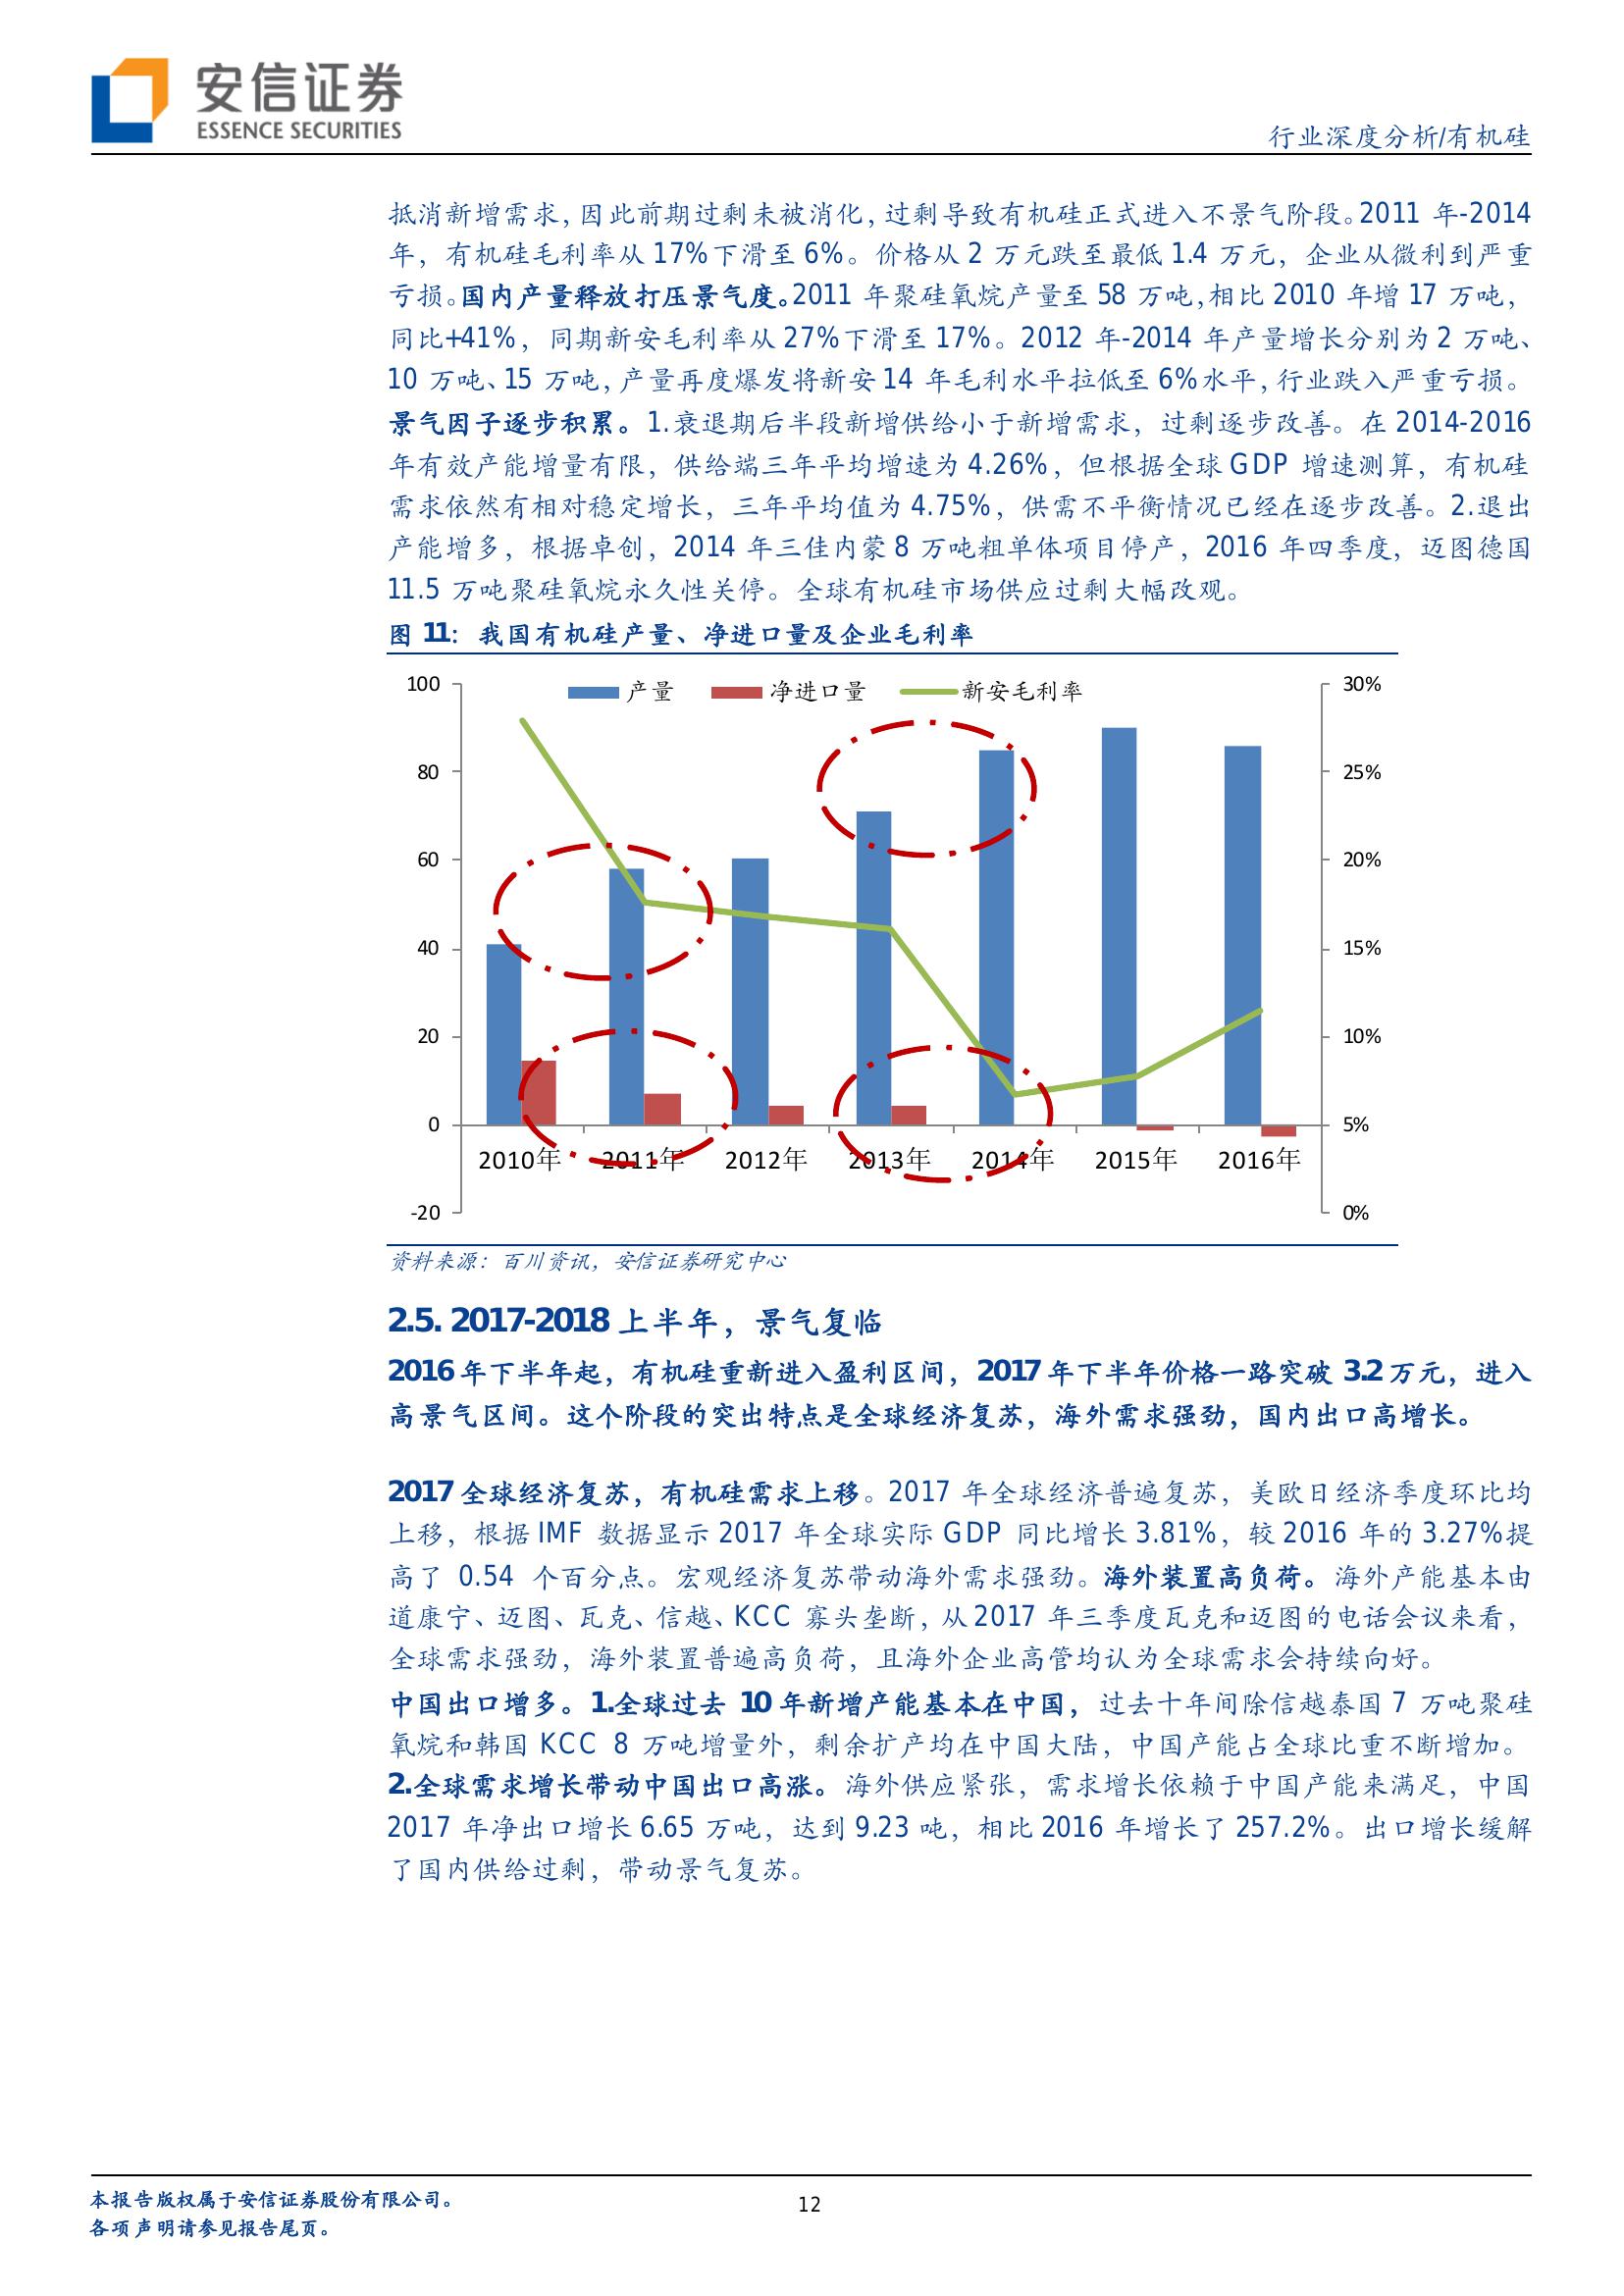 安信证券
ESSENCE SECURITIES
行业深度分析/有机硅
抵消新增需求，因此前期过剩未被消化，过剩导致有机硅正式进入不景气阶段。2011 年-2014
年，有机硅毛利率从 17%下滑至 6%。价格从 2 万元跌至最低 1.4 万元，企业从微利到严重
亏损。国内产量释放打压景气度。2011 年聚硅氧烷产量至 58 万吨，相比 2010 年增 17 万吨，
同比+41%，同期新安毛利率从 27%下滑至 17%。2012 年-2014 年产量增长分别为 2 万吨、
10 万吨、15 万吨，产量再度爆发将新安 14 年毛利水平拉低至 6%水平，行业跌入严重亏损。
景气因子逐步积累。1.衰退期后半段新增供给小于新增需求，过剩逐步改善。在 2014-2016
年有效产能增量有限，供给端三年平均增速为 4.26%，但根据全球 GDP 增速测算，有机硅
需求依然有相对稳定增长，三年平均值为 4.75%，供需不平衡情况已经在逐步改善。2.退出
产能增多，根据卓创，2014 年三佳内蒙 8 万吨粗单体项目停产，2016 年四季度，迈图德国
11.5 万吨聚硅氧烷永久性关停。全球有机硅市场供应过剩大幅改观。
图 11：我国有机硅产量、净进口量及企业毛利率
产量 净进口量 新安毛利率
100 30%
80 25%
60 20%
40 15%
20 10%
0 5%
2010年 2011年 2012年 2013年 2014年 2015年 2016年
-20 0%
资料来源：百川资讯，安信证券研究中心
2.5. 2017-2018 上半年，景气复临
2016 年下半年起，有机硅重新进入盈利区间，2017 年下半年价格一路突破 3.2 万元，进入
高景气区间。这个阶段的突出特点是全球经济复苏，海外需求强劲，国内出口高增长。
2017 全球经济复苏，有机硅需求上移。2017 年全球经济普遍复苏，美欧日经济季度环比均
上移，根据 IMF 数据显示 2017 年全球实际 GDP 同比增长 3.81%，较 2016 年的 3.27%提
高了 0.54 个百分点。宏观经济复苏带动海外需求强劲。海外装置高负荷。海外产能基本由
道康宁、迈图、瓦克、信越、KCC 寡头垄断，从 2017 年三季度瓦克和迈图的电话会议来看，
全球需求强劲，海外装置普遍高负荷，且海外企业高管均认为全球需求会持续向好。
中国出口增多。1.全球过去 10 年新增产能基本在中国，过去十年间除信越泰国 7 万吨聚硅
氧烷和韩国 KCC 8 万吨增量外，剩余扩产均在中国大陆，中国产能占全球比重不断增加。
2.全球需求增长带动中国出口高涨。海外供应紧张，需求增长依赖于中国产能来满足，中国
2017 年净出口增长 6.65 万吨，达到 9.23 吨，相比 2016 年增长了 257.2%。出口增长缓解
了国内供给过剩，带动景气复苏。
本报告版权属于安信证券股份有限公司。
12
各项声明请参见报告尾页。